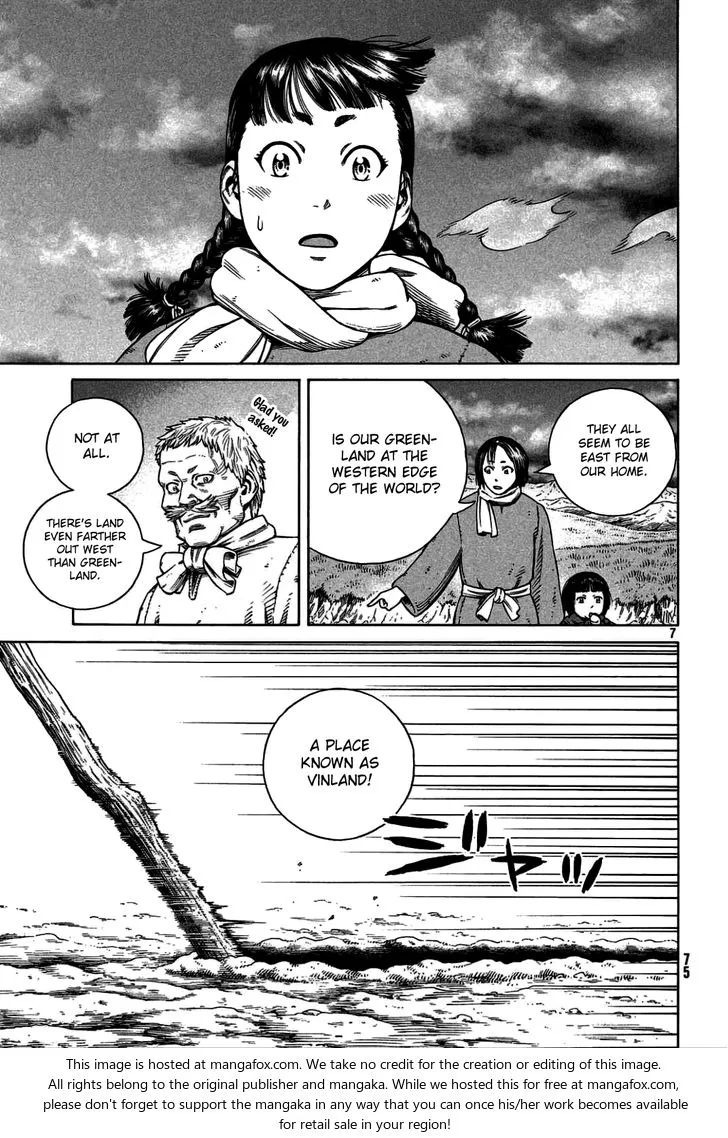 THEY ALL
SEEM TO BE
EAST FROM
OUR HOME.
IS OUR GREEN-
LAND AT THE
WESTERN EDGE
OF THE WORLD?
Glad you
asked!
NOT AT
ALL.
THERE'S LAND
EVEN FARTHER
OUT WEST
THAN GREEN-
LAND.
7
A PLACE
KNOWN AS
VINLAND!
ジャッ
75
This image is hosted at mangafox.com. We take no credit for the creation or editing of this image.
All rights belong to the original publisher and mangaka. While we hosted this for free at mangafox.com,
please don't forget to support the mangaka in any way that you can once his/her work becomes available
for retail sale in your region!